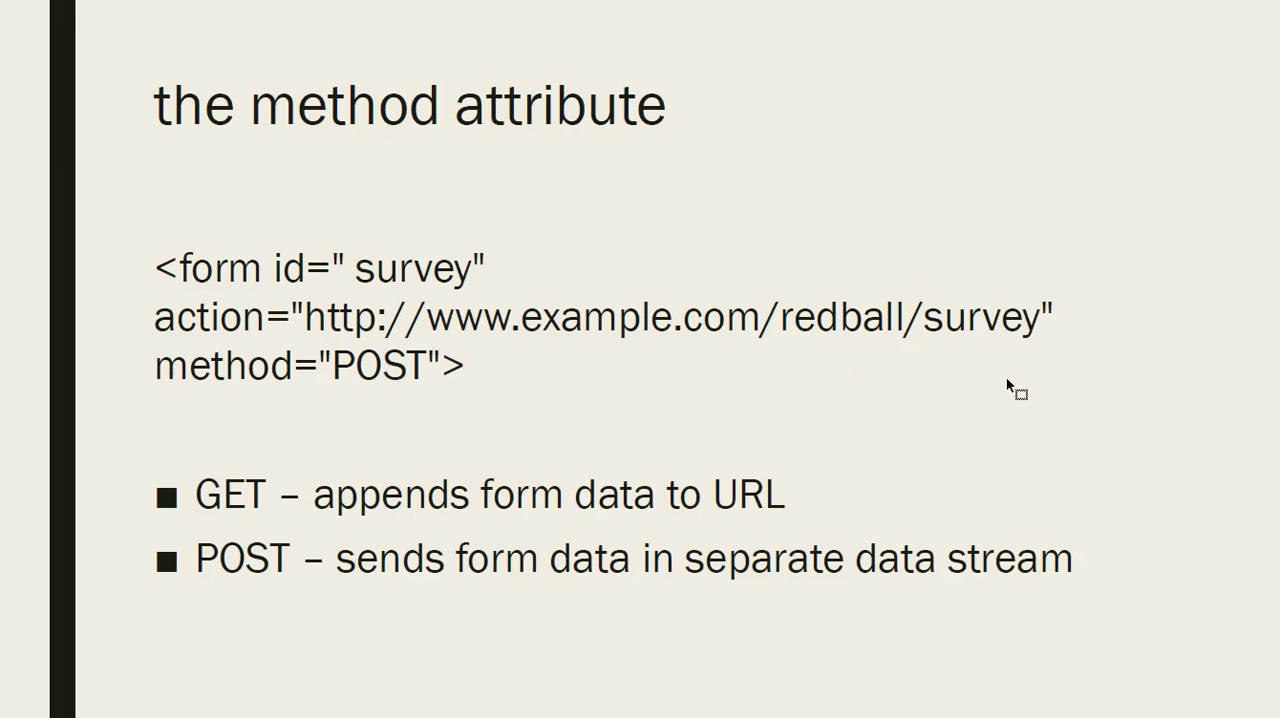 the method attribute
<form id=" survey"
action="http://www.example.com/redball/survey"
method="POST">
■ GET – appends form data to URL
■ POST – sends form data in separate data stream